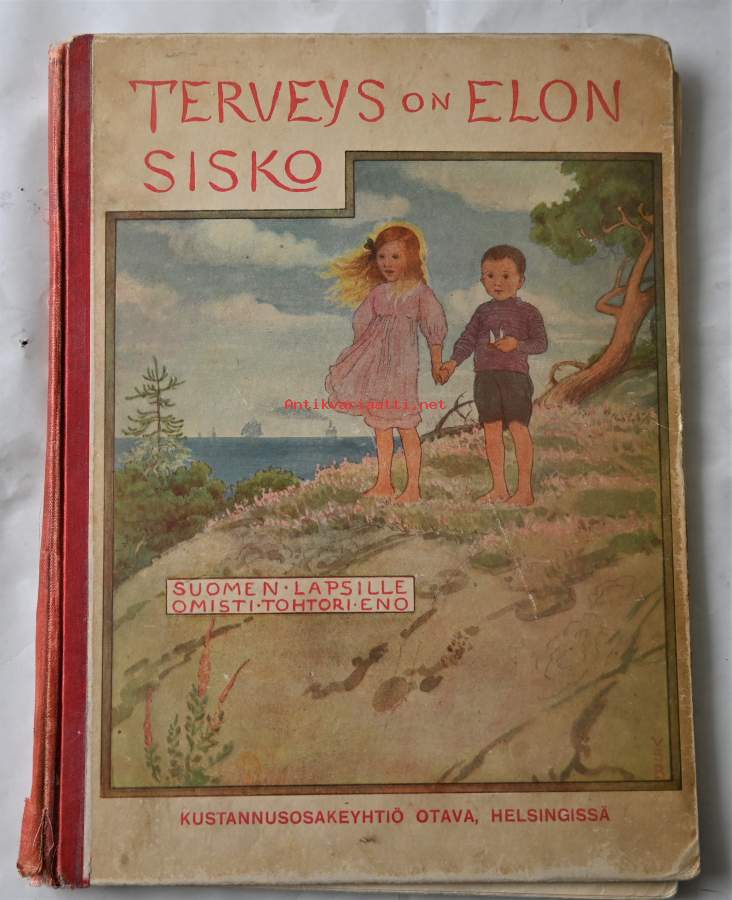 TERVEYS ON ELON
SISKO
Antikvariaatti.net
SUOMEN·LAPSILLE
OMISTI·TOHTORI·ENO
KUSTANNUSOSAKEYHTIÖ OTAVA, HELSINGISSÄ